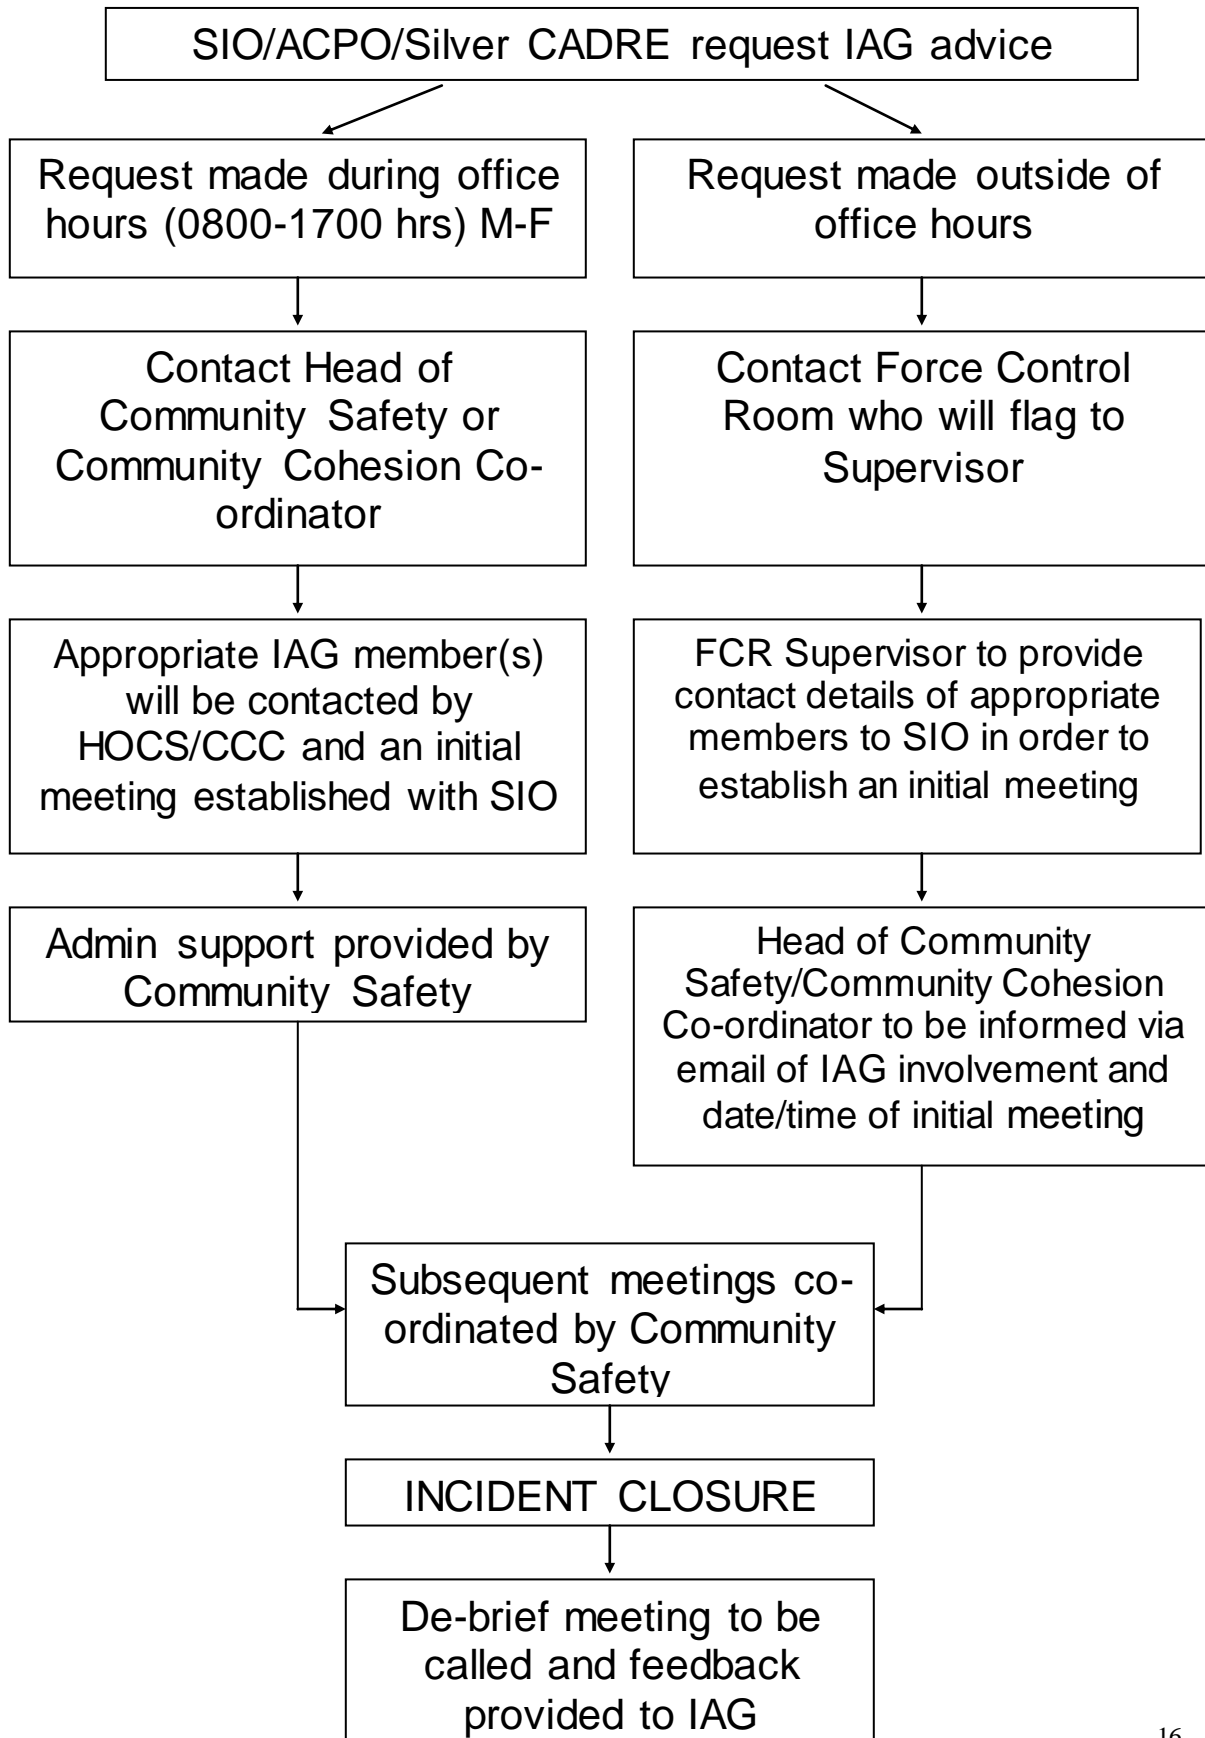 SIO/ACPO/Silver CADRE request IAG advice
Request made during office
hours (0800-1700 hrs) M-F
Request made outside of
office hours
Contact Head of
Community Safety or
Community Cohesion Co-
ordinator
Contact Force Control
Room who will flag to
Supervisor
Appropriate IAG member(s)
will be contacted by
HOCS/CCC and an initial
meeting established with SIO
FCR Supervisor to provide
contact details of appropriate
members to SIO in order to
establish an initial meeting
Admin support provided by
Community Safety
Head of Community
Safety/Community Cohesion
Co-ordinator to be informed via
email of IAG involvement and
date/time of initial meeting
Subsequent meetings co-
ordinated by Community
Safety
INCIDENT CLOSURE
De-brief meeting to be
called and feedback
provided to IAG
16